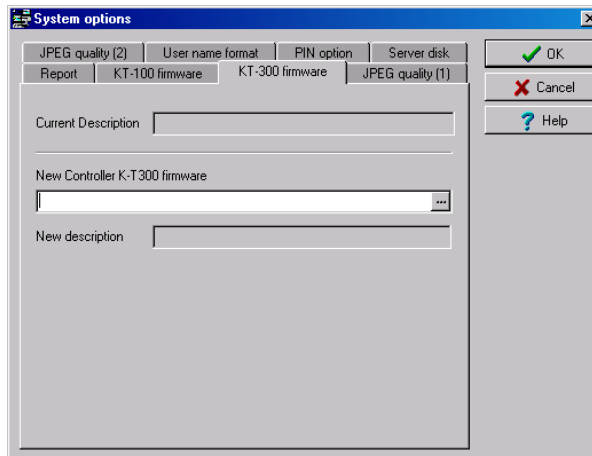 System options
JPEG quality (2) User name format PIN option Server disk
Report KT-100 firmware KT-300 firmware JPEG quality (1)
OK
Cancel
Help
Current Description
New Controller K-T300 firmware
...
New description